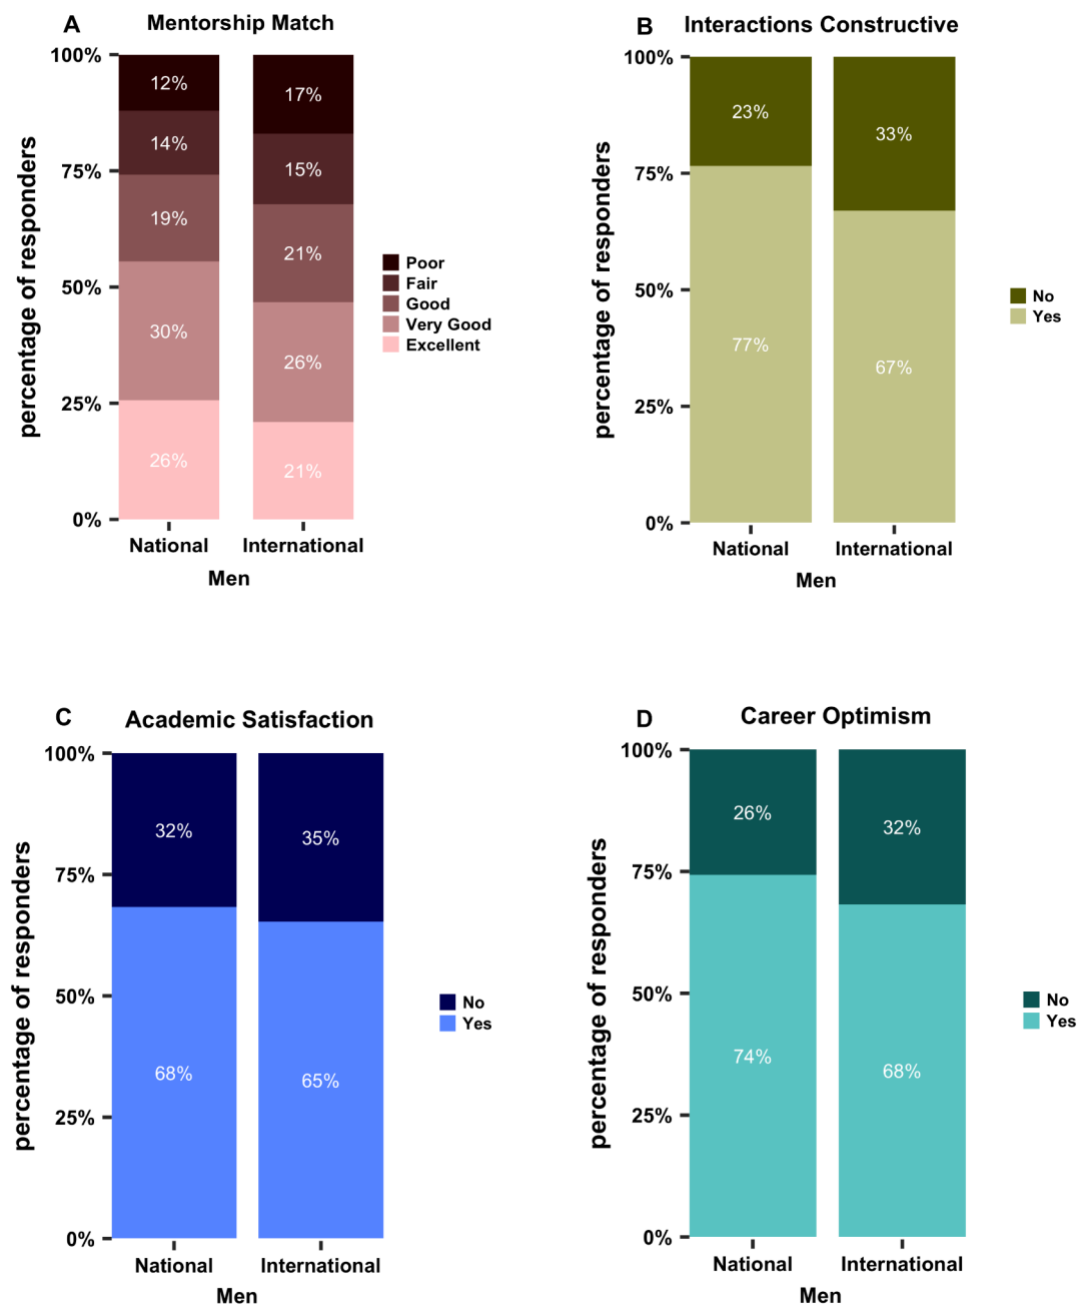 A Mentorship Match
100%
75%
50%
25%
0%
percentage of responders
12%
14%
19%
30%
26%
17%
15%
21%
26%
21%
National International
Men
Poor
Fair
Good
Very Good
Excellent
B Interactions Constructive
100%
75%
50%
25%
0%
percentage of responders
23%
77%
33%
67%
National International
Men
No
Yes
C Academic Satisfaction
100%
75%
50%
25%
0%
percentage of responders
32%
68%
35%
65%
National International
Men
No
Yes
D Career Optimism
100%
75%
50%
25%
0%
percentage of responders
26%
74%
32%
68%
National International
Men
No
Yes